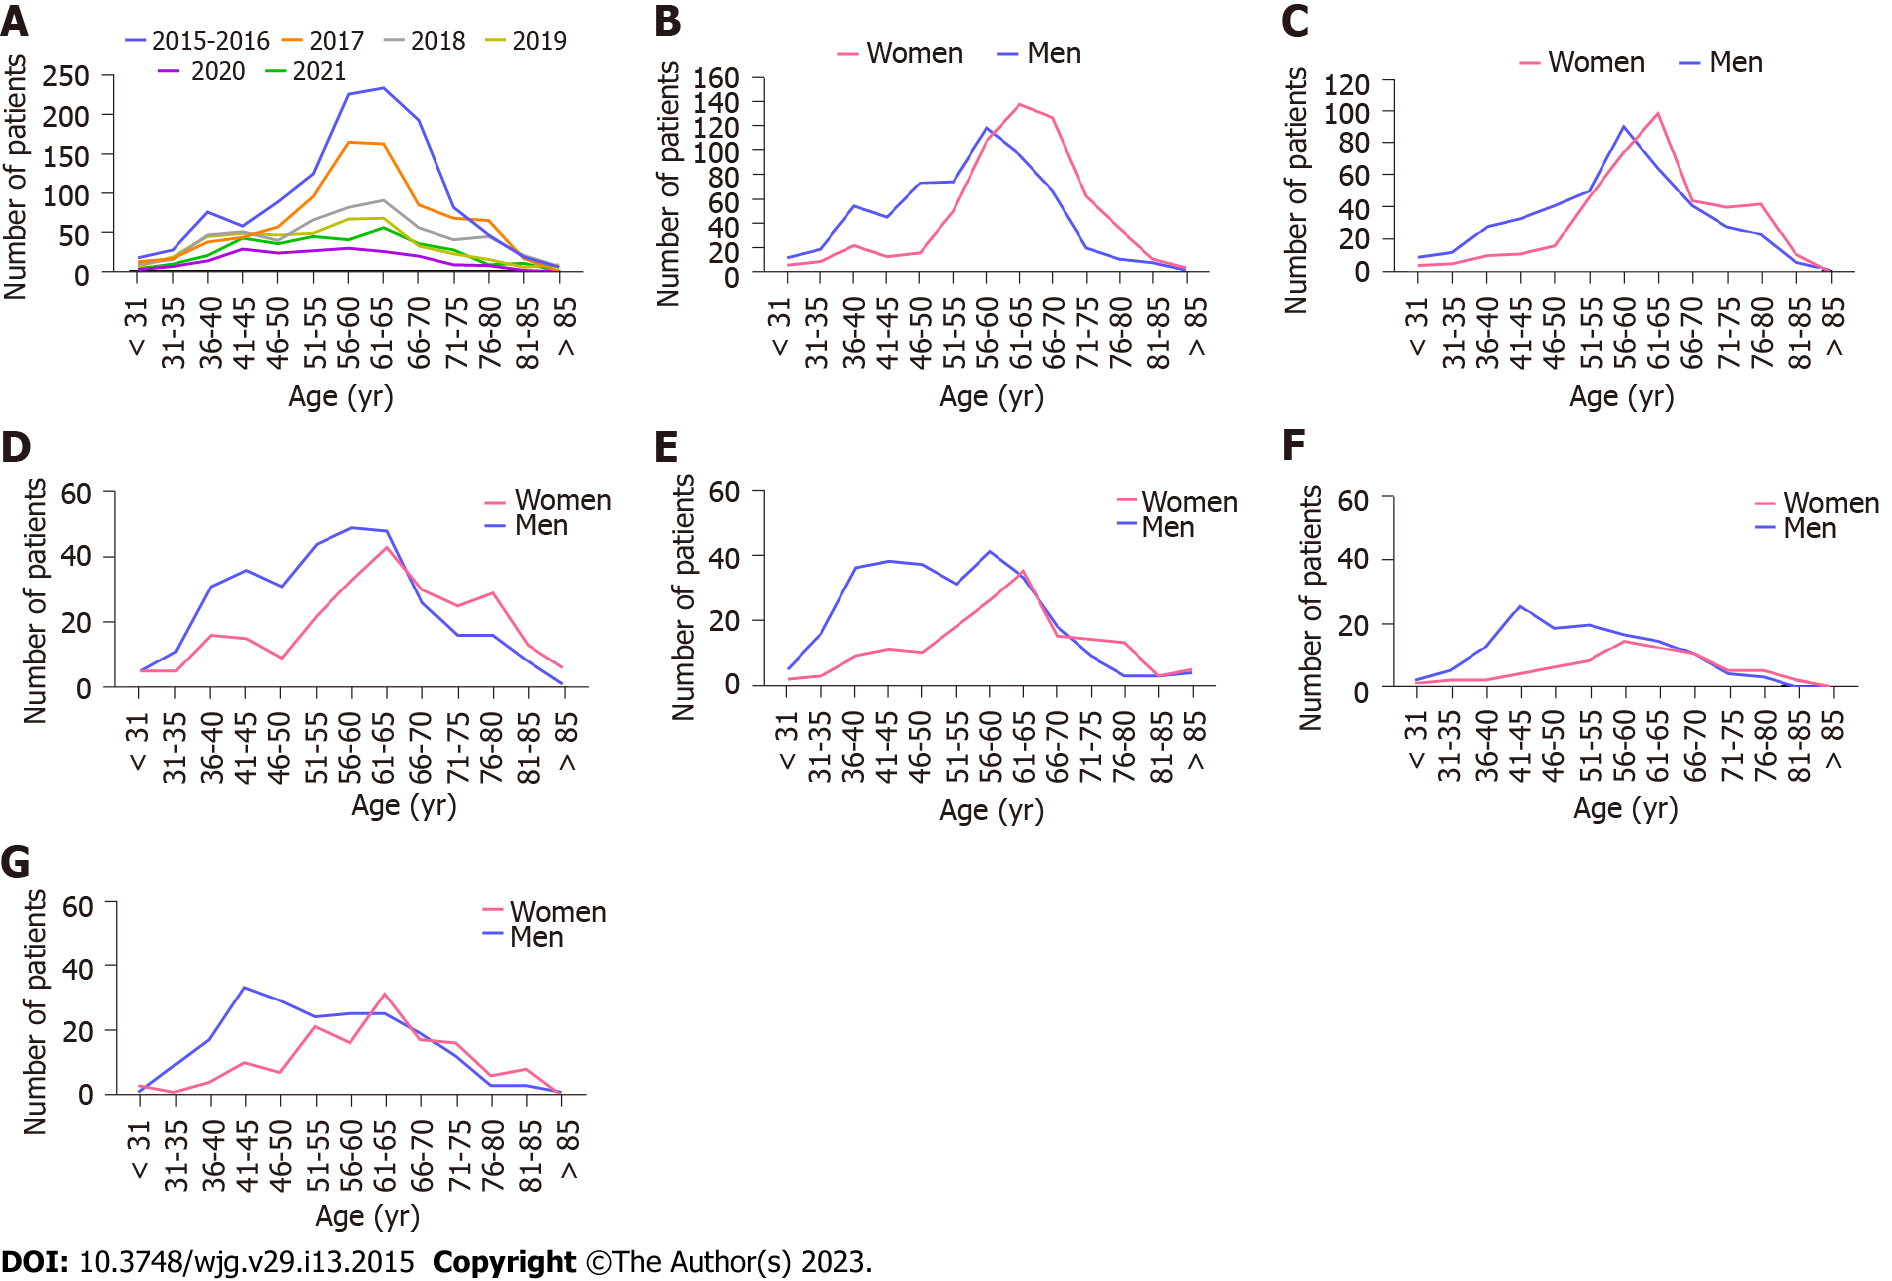 A
2015-2016 2017 2018 2019
2020 2021
Number of patients
250
200
150
100
50
0
< 31 31-35 36-40 41-45 46-50 51-55 56-60 61-65 66-70 71-75 76-80 81-85 > 85
Age (yr)
B
Women Men
Number of patients
160
140
120
100
80
60
40
20
0
< 31 31-35 36-40 41-45 46-50 51-55 56-60 61-65 66-70 71-75 76-80 81-85 > 85
Age (yr)
C
Women Men
Number of patients
120
100
80
60
40
20
0
< 31 31-35 36-40 41-45 46-50 51-55 56-60 61-65 66-70 71-75 76-80 81-85 > 85
Age (yr)
D
Women
Men
Number of patients
60
40
20
0
< 31 31-35 36-40 41-45 46-50 51-55 56-60 61-65 66-70 71-75 76-80 81-85 > 85
Age (yr)
E
Women
Men
Number of patients
60
40
20
0
< 31 31-35 36-40 41-45 46-50 51-55 56-60 61-65 66-70 71-75 76-80 81-85 > 85
Age (yr)
F
Women
Men
Number of patients
60
40
20
0
< 31 31-35 36-40 41-45 46-50 51-55 56-60 61-65 66-70 71-75 76-80 81-85 > 85
Age (yr)
G
Women
Men
Number of patients
60
40
20
0
< 31 31-35 36-40 41-45 46-50 51-55 56-60 61-65 66-70 71-75 76-80 81-85 > 85
Age (yr)
DOI: 10.3748/wjg.v29.i13.2015 Copyright ©The Author(s) 2023.